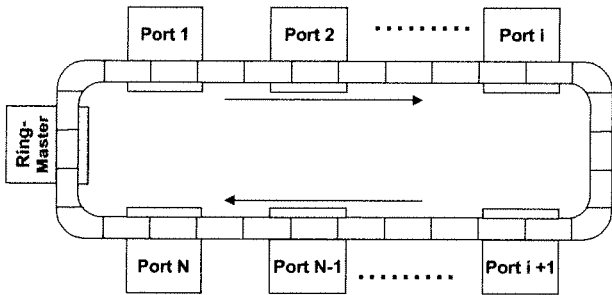 Port 1
Port 2
Port i
Ring-
Master
Port N
Port N-1
Port i +1